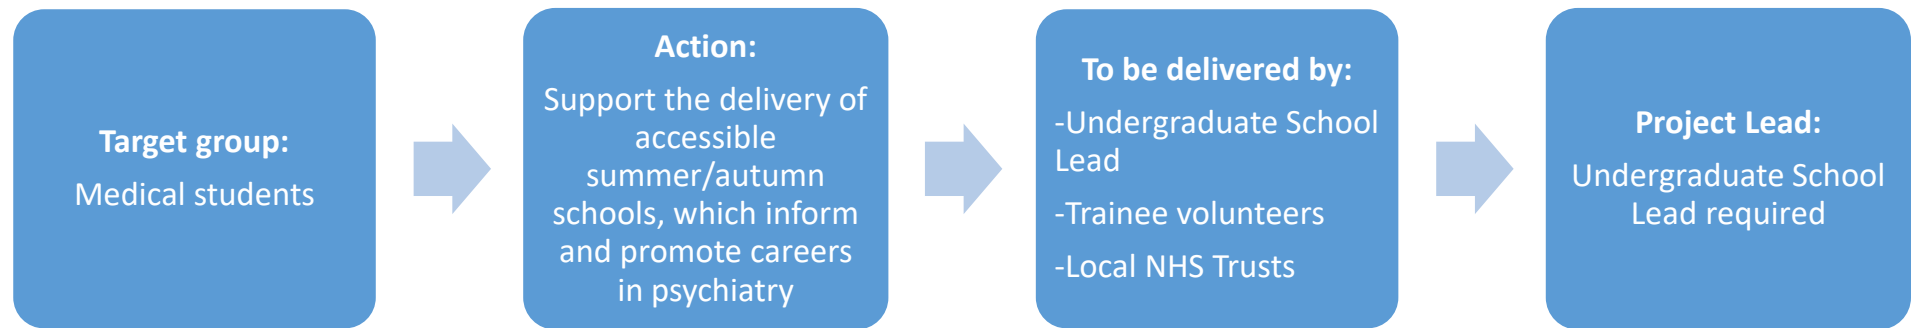 Target group:
Medical students
Action:
Support the delivery of
accessible
summer/autumn
schools, which inform
and promote careers
in psychiatry
To be delivered by:
-Undergraduate School
Lead
-Trainee volunteers
-Local NHS Trusts
Project Lead:
Undergraduate School
Lead required